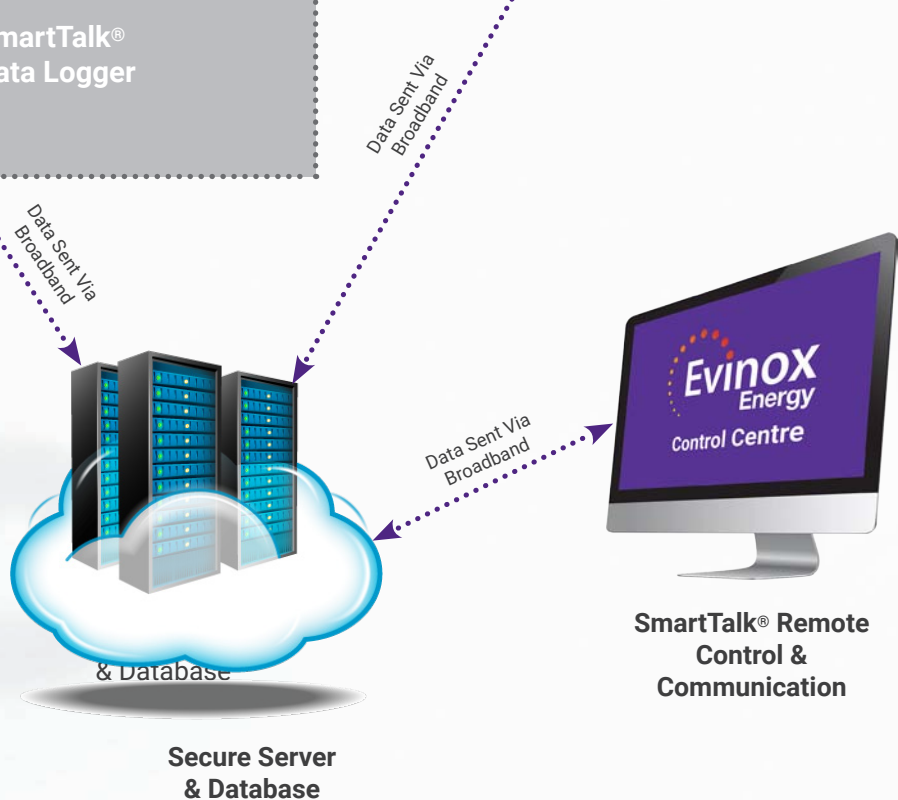 martTalk®
ata Logger
Data Sent Via
Broadband
Data Sent Via
Broadband
Evinox
Energy
Control Centre
Data Sent Via
Broadband
SmartTalk® Remote
Control &
Communication
& Database
Secure Server
& Database